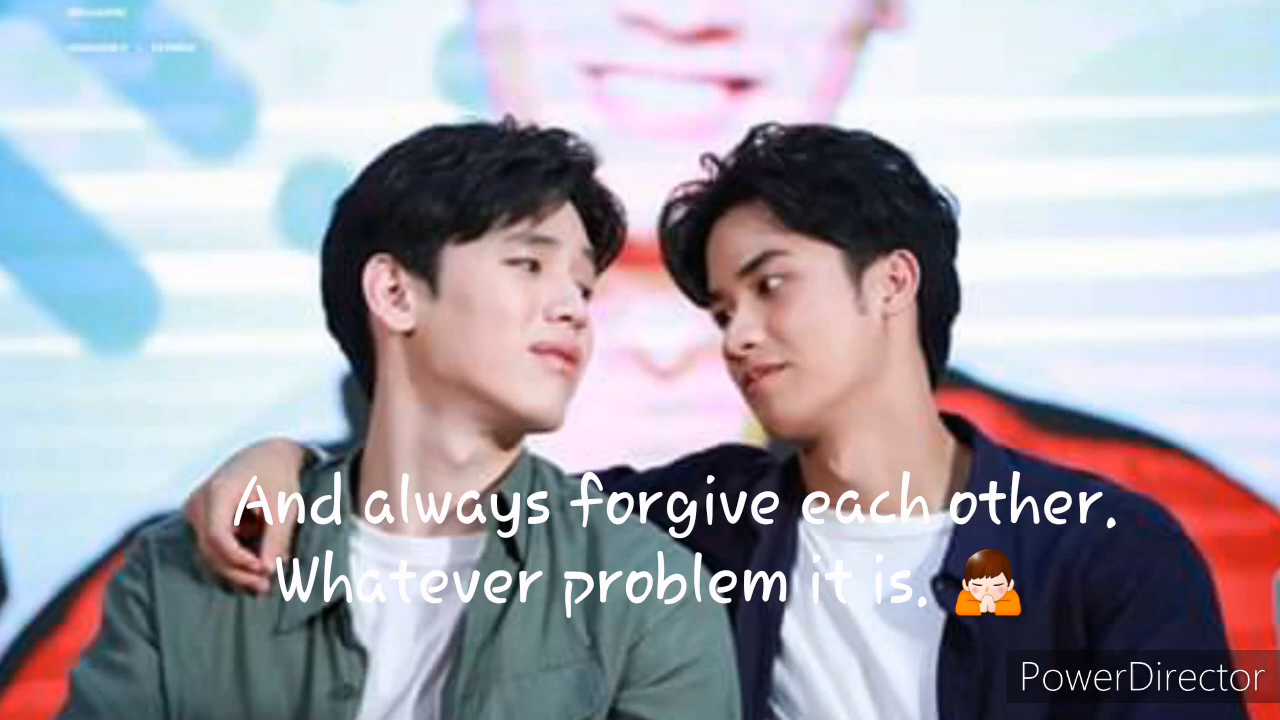 And always forgive each other.
Whatever problem it is. 🙏
PowerDirector